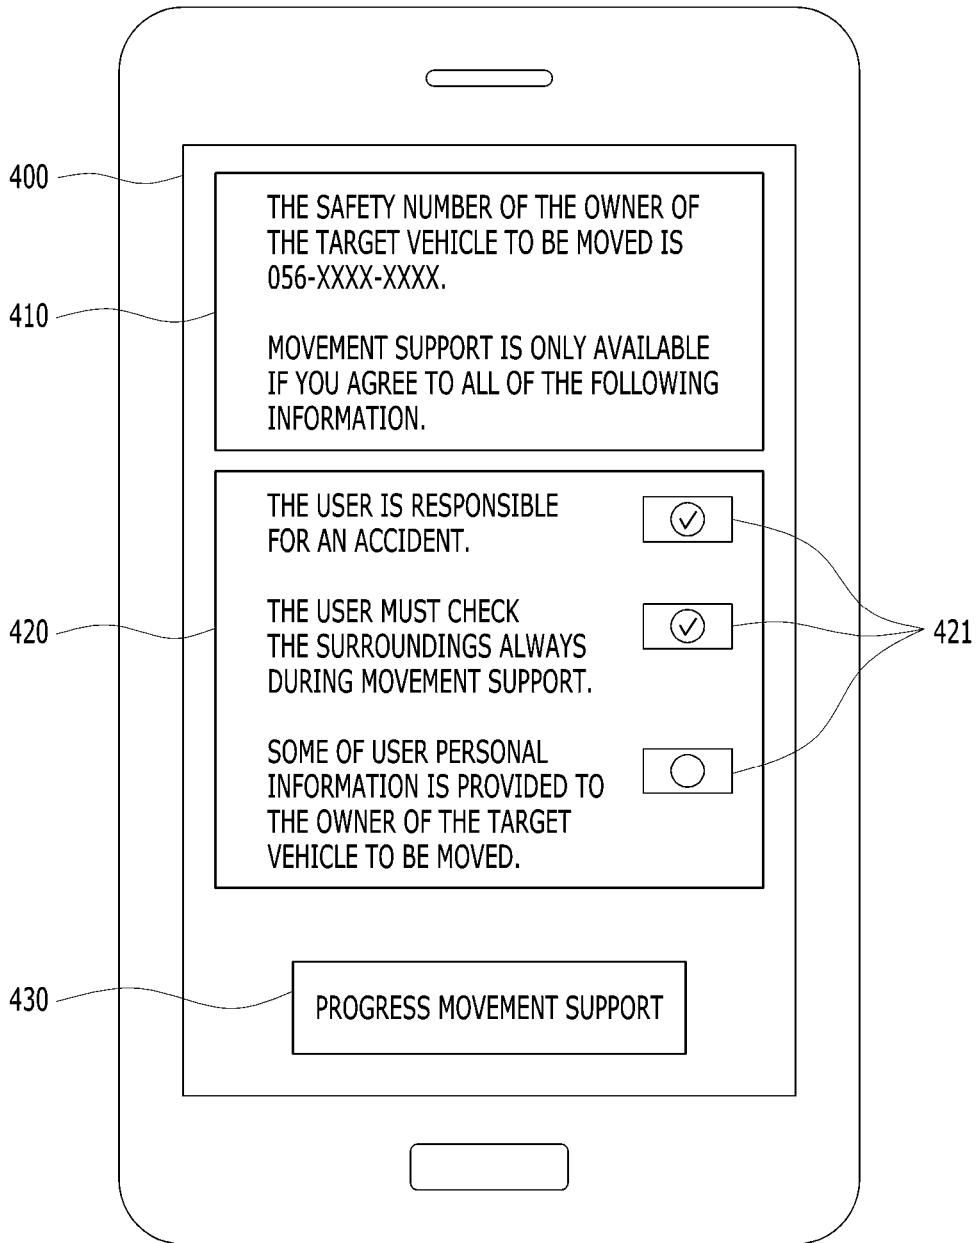 400
THE SAFETY NUMBER OF THE OWNER OF
THE TARGET VEHICLE TO BE MOVED IS
056-XXXX-XXXX.
410
MOVEMENT SUPPORT IS ONLY AVAILABLE
IF YOU AGREE TO ALL OF THE FOLLOWING
INFORMATION.
THE USER IS RESPONSIBLE
FOR AN ACCIDENT.
420
THE USER MUST CHECK
THE SURROUNDINGS ALWAYS
DURING MOVEMENT SUPPORT.
421
SOME OF USER PERSONAL
INFORMATION IS PROVIDED TO
THE OWNER OF THE TARGET
VEHICLE TO BE MOVED.
430
PROGRESS MOVEMENT SUPPORT